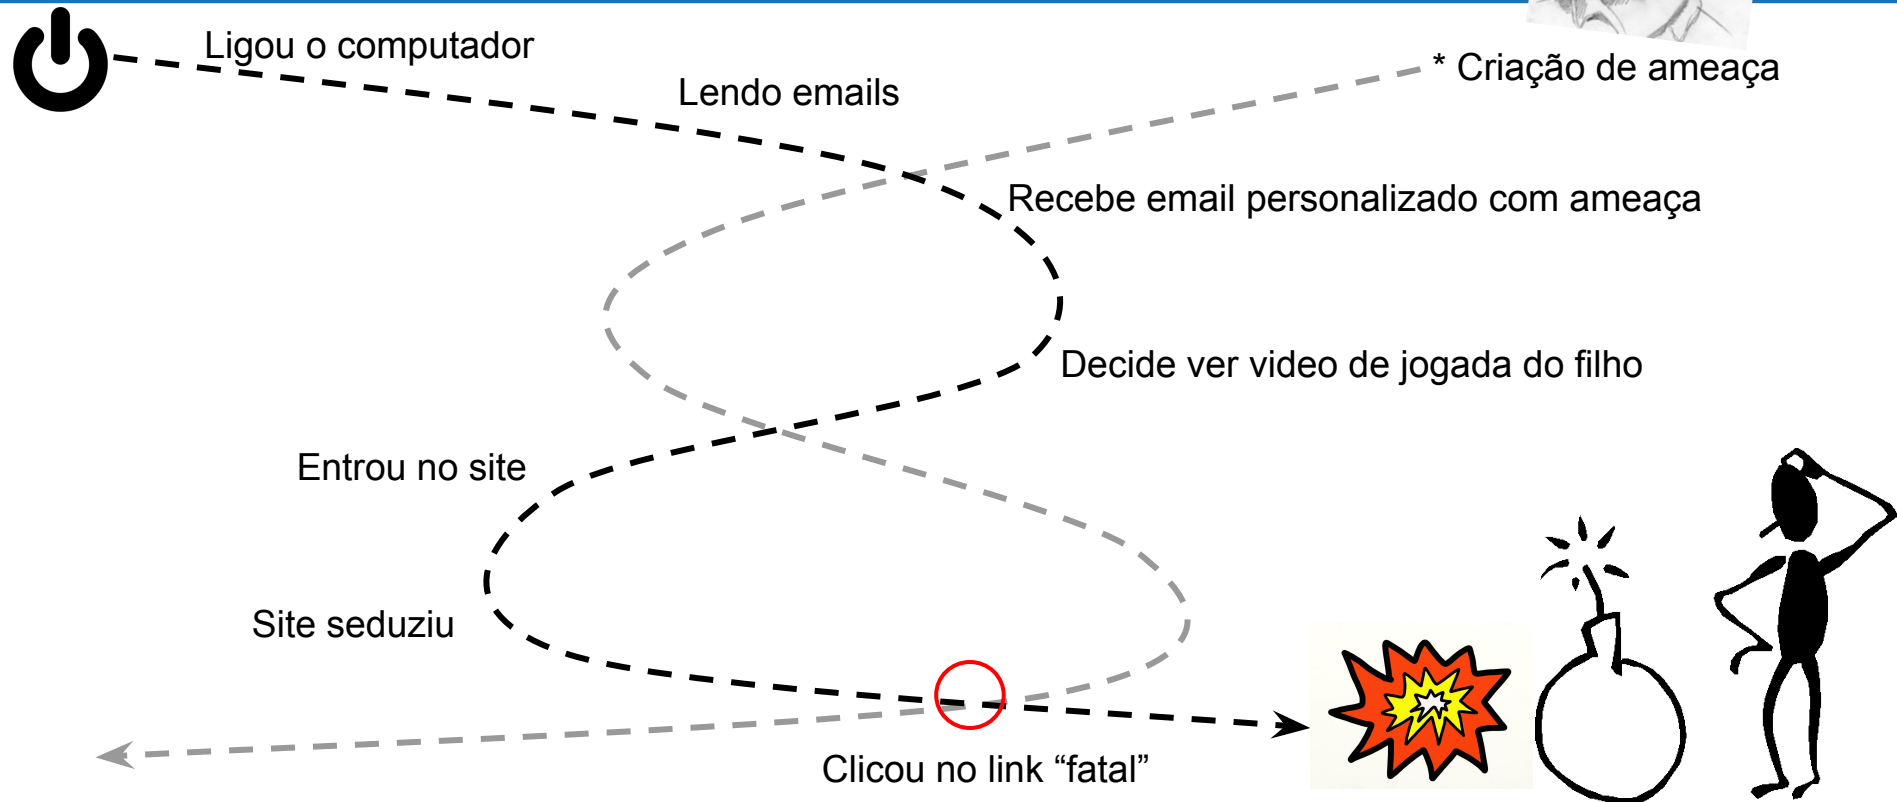 Ligou o computador
Lendo emails
* Criação de ameaça
Recebe email personalizado com ameaça
Decide ver video de jogada do filho
Entrou no site
Site seduziu
Clicou no link “fatal”